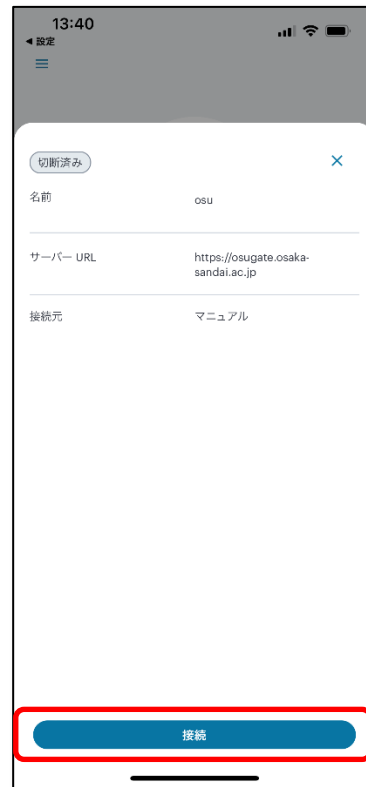 13:40
◀ 設定
切断済み
名前 osu
サーバー URL https://osugate.osaka-
sandai.ac.jp
接続元 マニュアル
接続